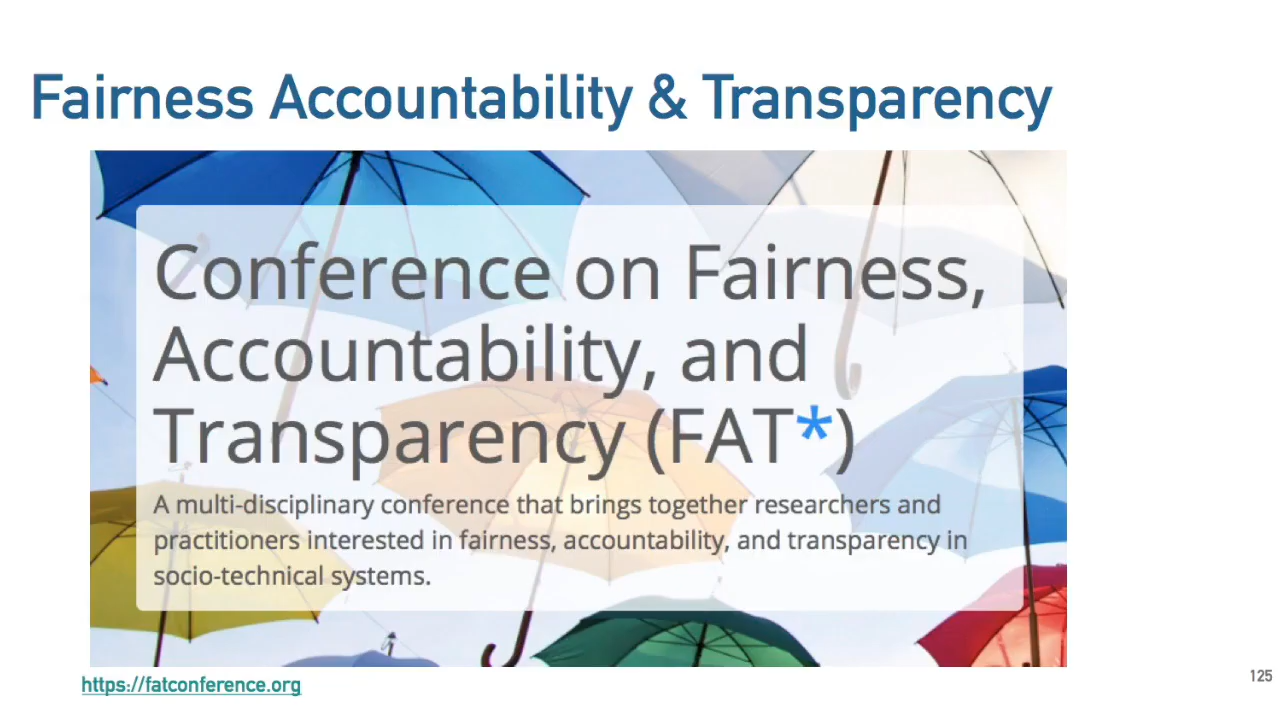 Fairness Accountability & Transparency
Conference on Fairness,
Accountability, and
Transparency (FAT*)
A multi-disciplinary conference that brings together researchers and
practitioners interested in fairness, accountability, and transparency in
socio-technical systems.
https://fatconference.org
125